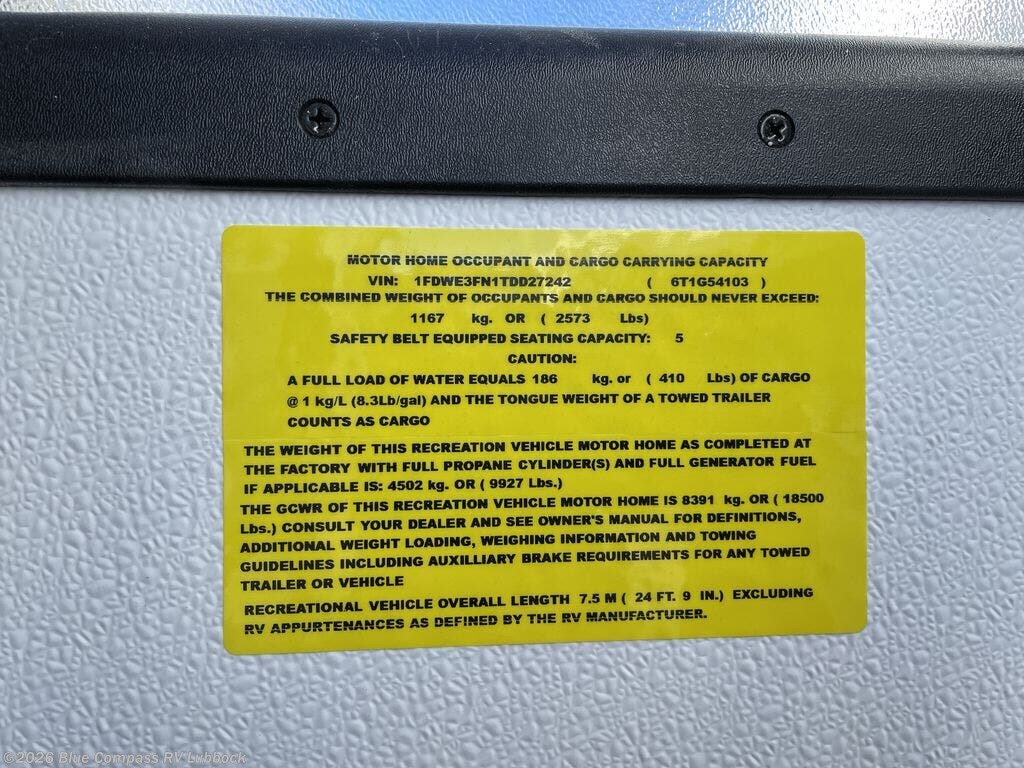 MOTOR HOME OCCUPANT AND CARGO CARRYING CAPACITY
VIN: 1FDWE3FN1TDD27242 ( 6T1G54103 )
THE COMBINED WEIGHT OF OCCUPANTS AND CARGO SHOULD NEVER EXCEED:
1167 kg. OR ( 2573 Lbs)
SAFETY BELT EQUIPPED SEATING CAPACITY: 5
CAUTION:
A FULL LOAD OF WATER EQUALS 186 kg. or ( 410 Lbs) OF CARGO
@ 1 kg/L (8.3Lb/gal) AND THE TONGUE WEIGHT OF A TOWED TRAILER
COUNTS AS CARGO
THE WEIGHT OF THIS RECREATION VEHICLE MOTOR HOME AS COMPLETED AT
THE FACTORY WITH FULL PROPANE CYLINDER(S) AND FULL GENERATOR FUEL
IF APPLICABLE IS: 4502 kg. OR ( 9927 Lbs.)
THE GCWR OF THIS RECREATION VEHICLE MOTOR HOME IS 8391 kg. OR ( 18500
Lbs.) CONSULT YOUR DEALER AND SEE OWNER'S MANUAL FOR DEFINITIONS,
ADDITIONAL WEIGHT LOADING, WEIGHING INFORMATION AND TOWING
GUIDELINES INCLUDING AUXILLIARY BRAKE REQUIREMENTS FOR ANY TOWED
TRAILER OR VEHICLE
RECREATIONAL VEHICLE OVERALL LENGTH 7.5 M ( 24 FT. 9 IN.) EXCLUDING
RV APPURTENANCES AS DEFINED BY THE RV MANUFACTURER.
©2026 Blue Compass RV Lubbock